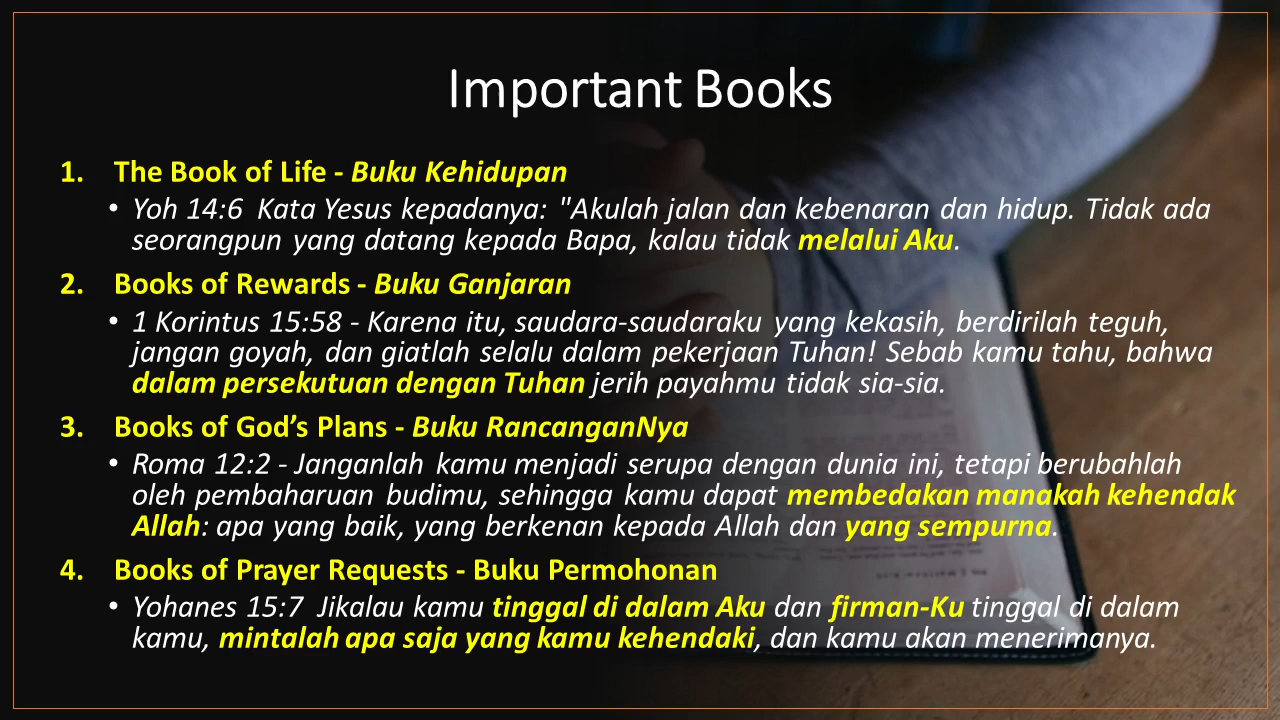 Important Books
1. The Book of Life - Buku Kehidupan
• Yoh 14:6 Kata Yesus kepadanya: "Akulah jalan dan kebenaran dan hidup. Tidak ada
seorangpun yang datang kepada Bapa, kalau tidak melalui Aku.
2. Books of Rewards - Buku Ganjaran
• 1 Korintus 15:58 - Karena itu, saudara-saudaraku yang kekasih, berdirilah teguh,
jangan goyah, dan giatlah selalu dalam pekerjaan Tuhan! Sebab kamu tahu, bahwa
dalam persekutuan dengan Tuhan jerih payahmu tidak sia-sia.
3. Books of God’s Plans - Buku RancanganNya
• Roma 12:2 - Janganlah kamu menjadi serupa dengan dunia ini, tetapi berubahlah
oleh pembaharuan budimu, sehingga kamu dapat membedakan manakah kehendak
Allah: apa yang baik, yang berkenan kepada Allah dan yang sempurna.
4. Books of Prayer Requests - Buku Permohonan
• Yohanes 15:7 Jikalau kamu tinggal di dalam Aku dan firman-Ku tinggal di dalam
kamu, mintalah apa saja yang kamu kehendaki, dan kamu akan menerimanya.